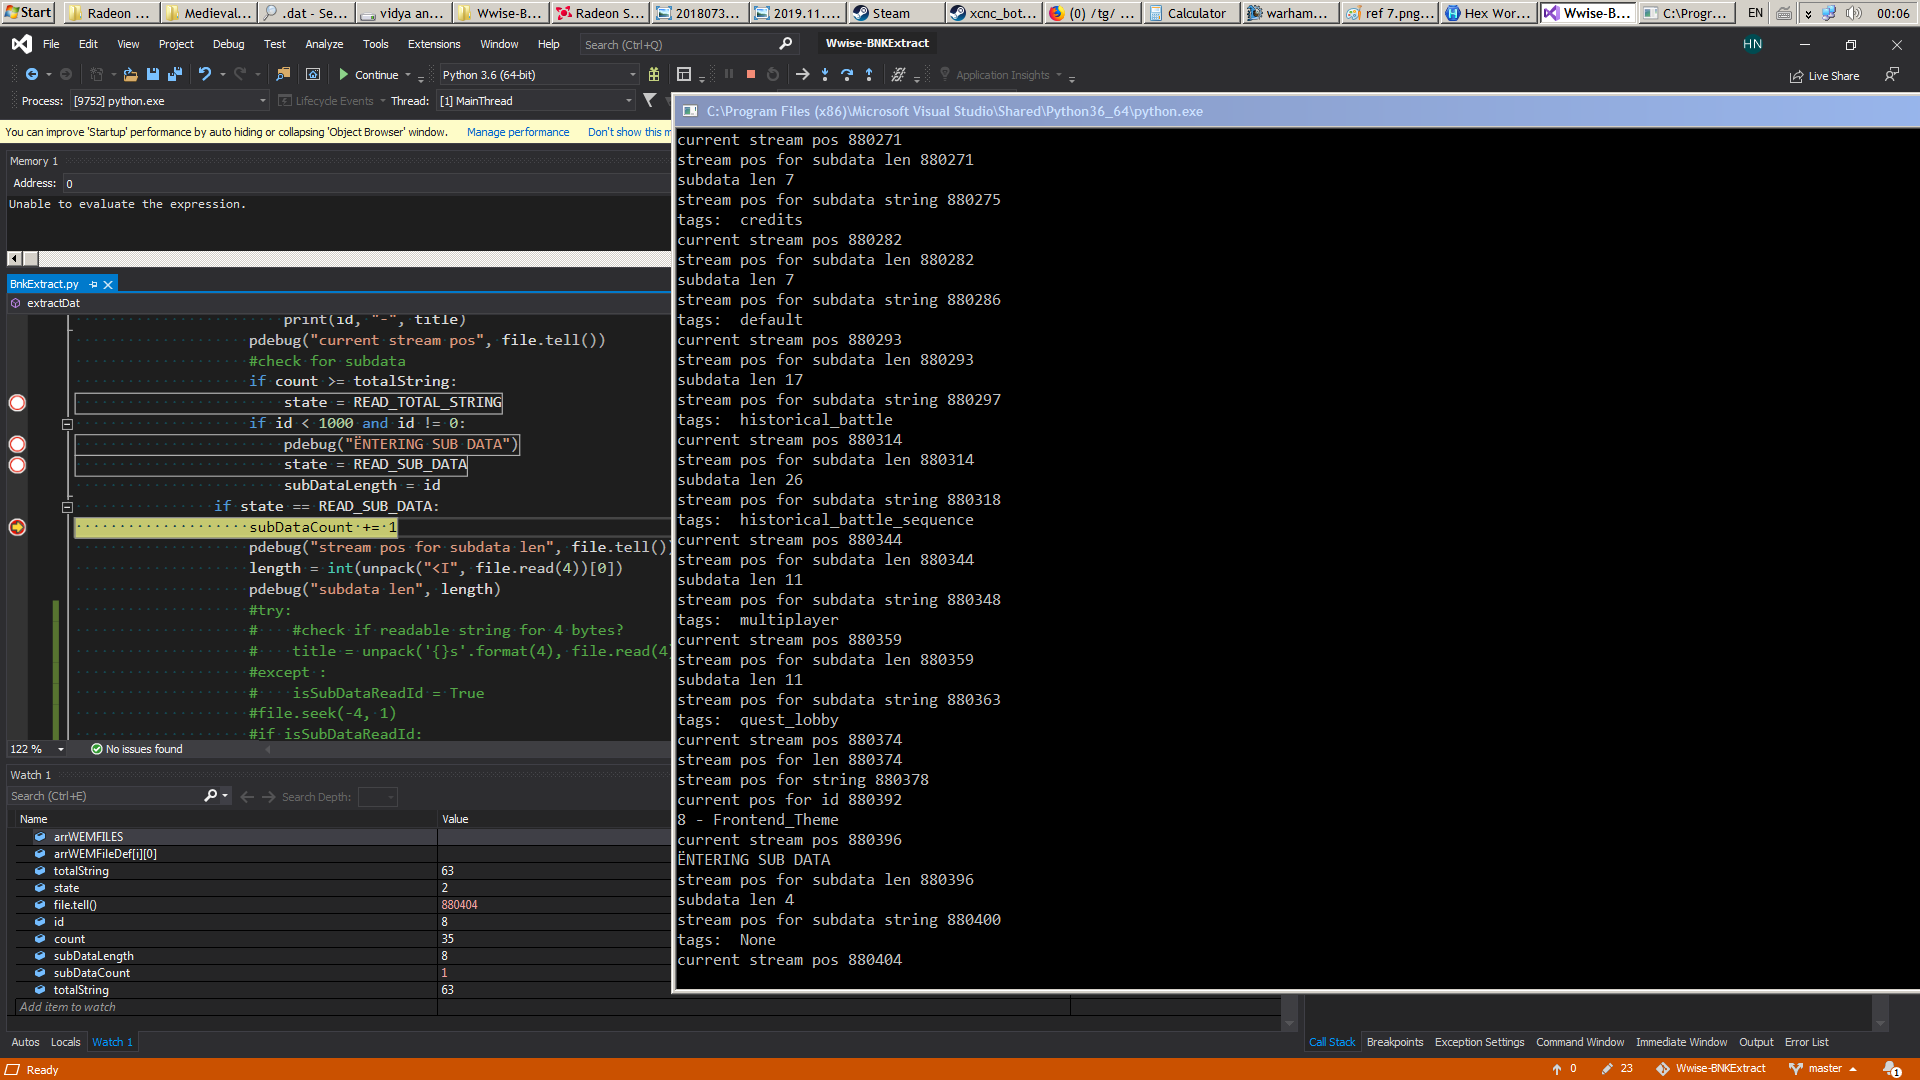 Start
Radeon ...
Medieval...
.dat - Se...
vidya an...
Wwise-B...
Radeon S...
2018073...
2019.11....
Steam
xcnc_bot...
(0) /tg/ ...
Calculator
warham...
ref 7.png...
Hex Wor...
Wwise-B...
C:\Progr...
EN
00:06
File Edit View Project Debug Test Analyze Tools Extensions Window Help
Search (Ctrl+Q)
Wwise-BNKExtract
HN
Continue
Python 3.6 (64-bit)
Application Insights
Live Share
Process: [9752] python.exe
Lifecycle Events
Thread: [1] MainThread
You can improve 'Startup' performance by auto hiding or collapsing 'Object Browser' window. Manage performance Don't show this m
Memory 1
Address: 0
Unable to evaluate the expression.
BnkExtract.py
extractDat
print(id, "-", title)
pdebug("current stream pos", file.tell())
#check for subdata
if count >= totalString:
state = READ_TOTAL_STRING
if id < 1000 and id != 0:
pdebug("ËNTERING SUB DATA")
state = READ_SUB_DATA
subDataLength = id
if state == READ_SUB_DATA:
subDataCount += 1
pdebug("stream pos for subdata len", file.tell())
length = int(unpack("<I", file.read(4))[0])
pdebug("subdata len", length)
#try:
# #check if readable string for 4 bytes?
# title = unpack('{}s'.format(4), file.read(4
#except :
# isSubDataReadId = True
#file.seek(-4, 1)
#if isSubDataReadId:
122 %
No issues found
Watch 1
Search (Ctrl+E)
Search Depth:
Name Value
arrWEMFILES
arrWEMFileDef[i][0]
totalString 63
state 2
file.tell() 880404
id 8
count 35
subDataLength 8
subDataCount 1
totalString 63
Add item to watch
Autos Locals Watch 1
C:\Program Files (x86)\Microsoft Visual Studio\Shared\Python36_64\python.exe
current stream pos 880271
stream pos for subdata len 880271
subdata len 7
stream pos for subdata string 880275
tags:  credits
current stream pos 880282
stream pos for subdata len 880282
subdata len 7
stream pos for subdata string 880286
tags:  default
current stream pos 880293
stream pos for subdata len 880293
subdata len 17
stream pos for subdata string 880297
tags:  historical_battle
current stream pos 880314
stream pos for subdata len 880314
subdata len 26
stream pos for subdata string 880318
tags:  historical_battle_sequence
current stream pos 880344
stream pos for subdata len 880344
subdata len 11
stream pos for subdata string 880348
tags:  multiplayer
current stream pos 880359
stream pos for subdata len 880359
subdata len 11
stream pos for subdata string 880363
tags:  quest_lobby
current stream pos 880374
stream pos for len 880374
stream pos for string 880378
current pos for id 880392
8 - Frontend_Theme
current stream pos 880396
ËNTERING SUB DATA
stream pos for subdata len 880396
subdata len 4
stream pos for subdata string 880400
tags:  None
current stream pos 880404
Call Stack Breakpoints Exception Settings Command Window Immediate Window Output Error List
Ready
0
23
Wwise-BNKExtract
master
1